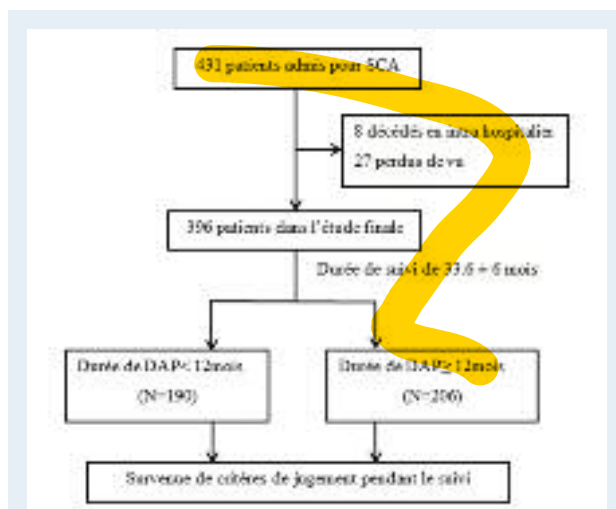 431 patients admis pour SCA
8 décédés en intra hospitalier
27 perdus de vu
396 patients dans l'étude finale
Durée de suivi de 33.6 + 6 mois
Durée de DAP< 12mois
(N=190)
Durée de DAP≥ 12mois
(N=206)
Survenue de critères de jugement pendant le suivi